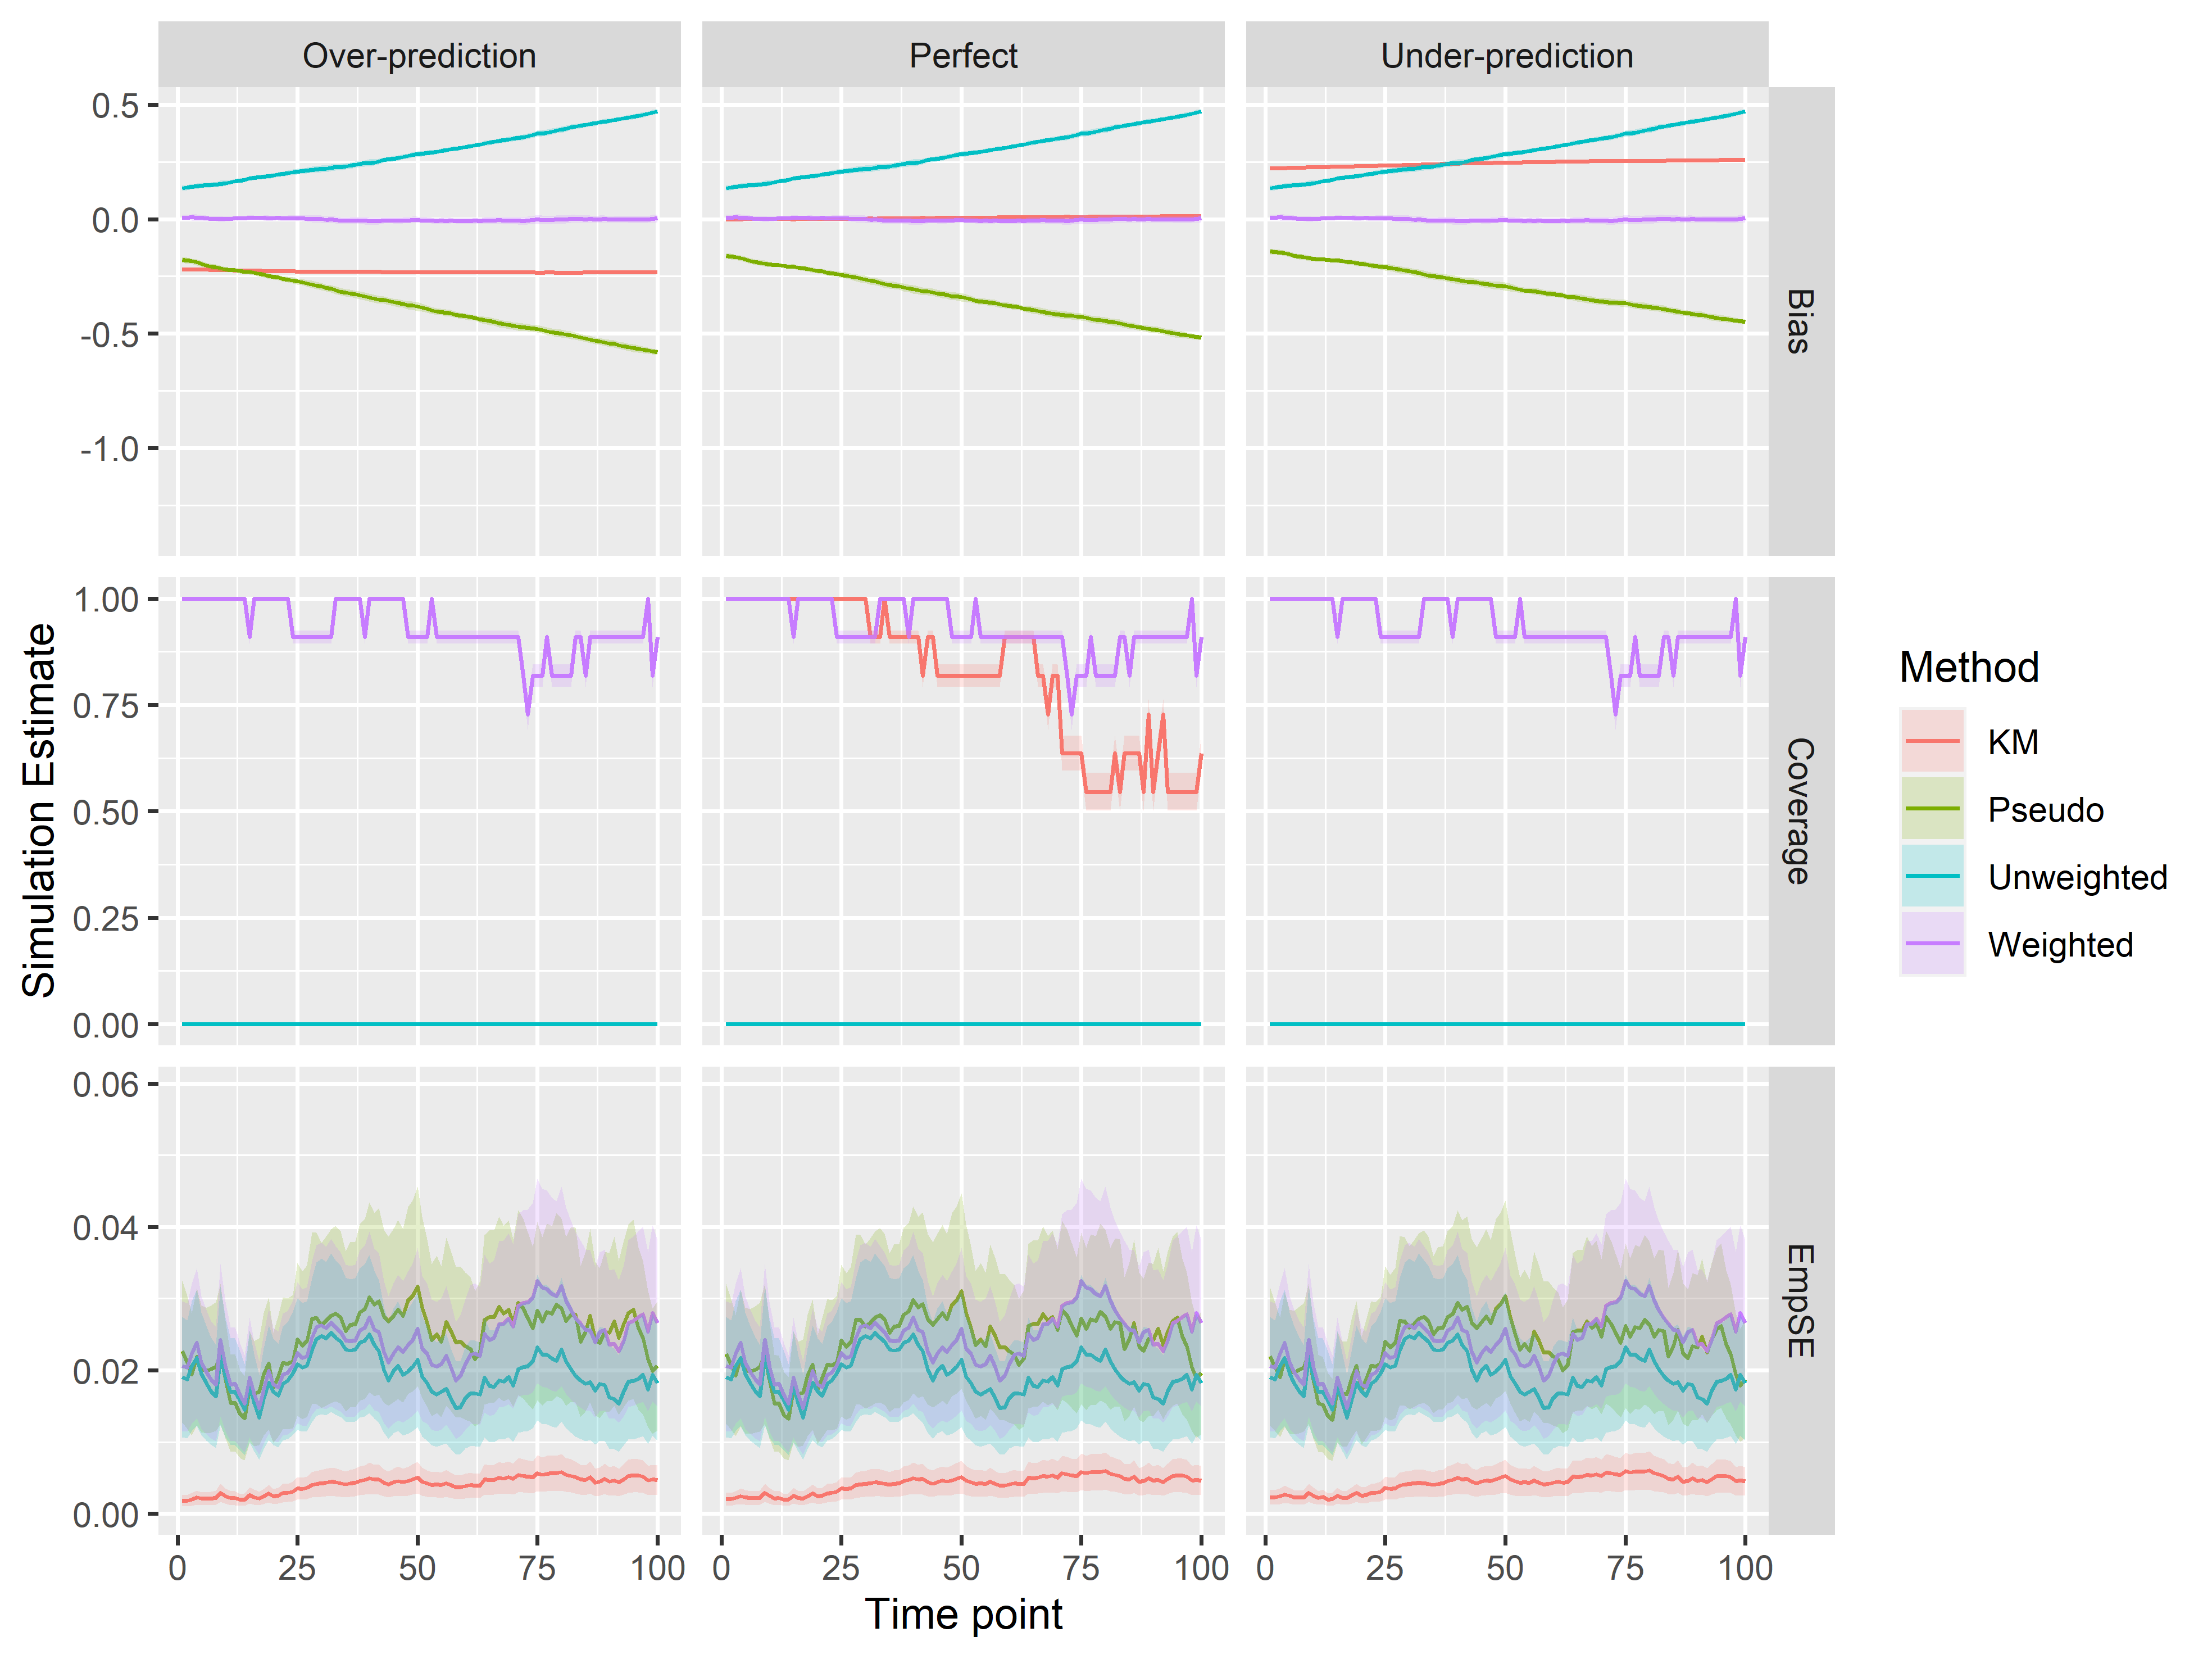 Over-prediction
Perfect
Under-prediction
0.5
0.0
-0.5
-1.0
Bias
1.00
0.75
0.50
0.25
0.00
Coverage
0.06
0.04
0.02
0.00
EmpSE
0 25 50 75 100
0 25 50 75 100
0 25 50 75 100
Time point
Simulation Estimate
Method
KM
Pseudo
Unweighted
Weighted